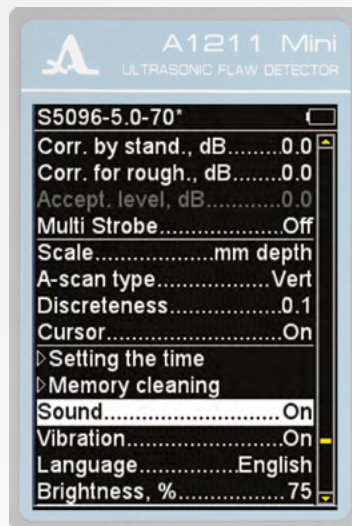 A1211 Mini
ULTRASONIC FLAW DETECTOR
S5096-5.0-70*
Corr. by stand., dB........0.0
Corr. for rough., dB.......0.0
Accept. level, dB..........0.0
Multi Strobe....................Off
Scale...................mm depth
A-scan type.................Vert
Discreteness..................0.1
Cursor...........................On
▷Setting the time
▷Memory cleaning
Sound............................On
Vibration.........................On
Language...............English
Brightness, %.................75